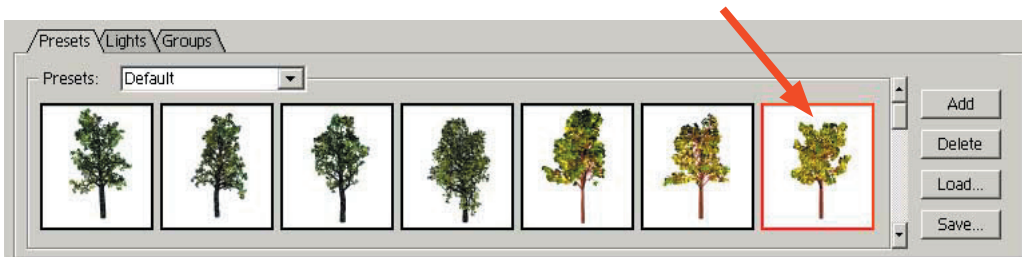 Presets Lights Groups
Presets: Default
Add
Delete
Load...
Save...